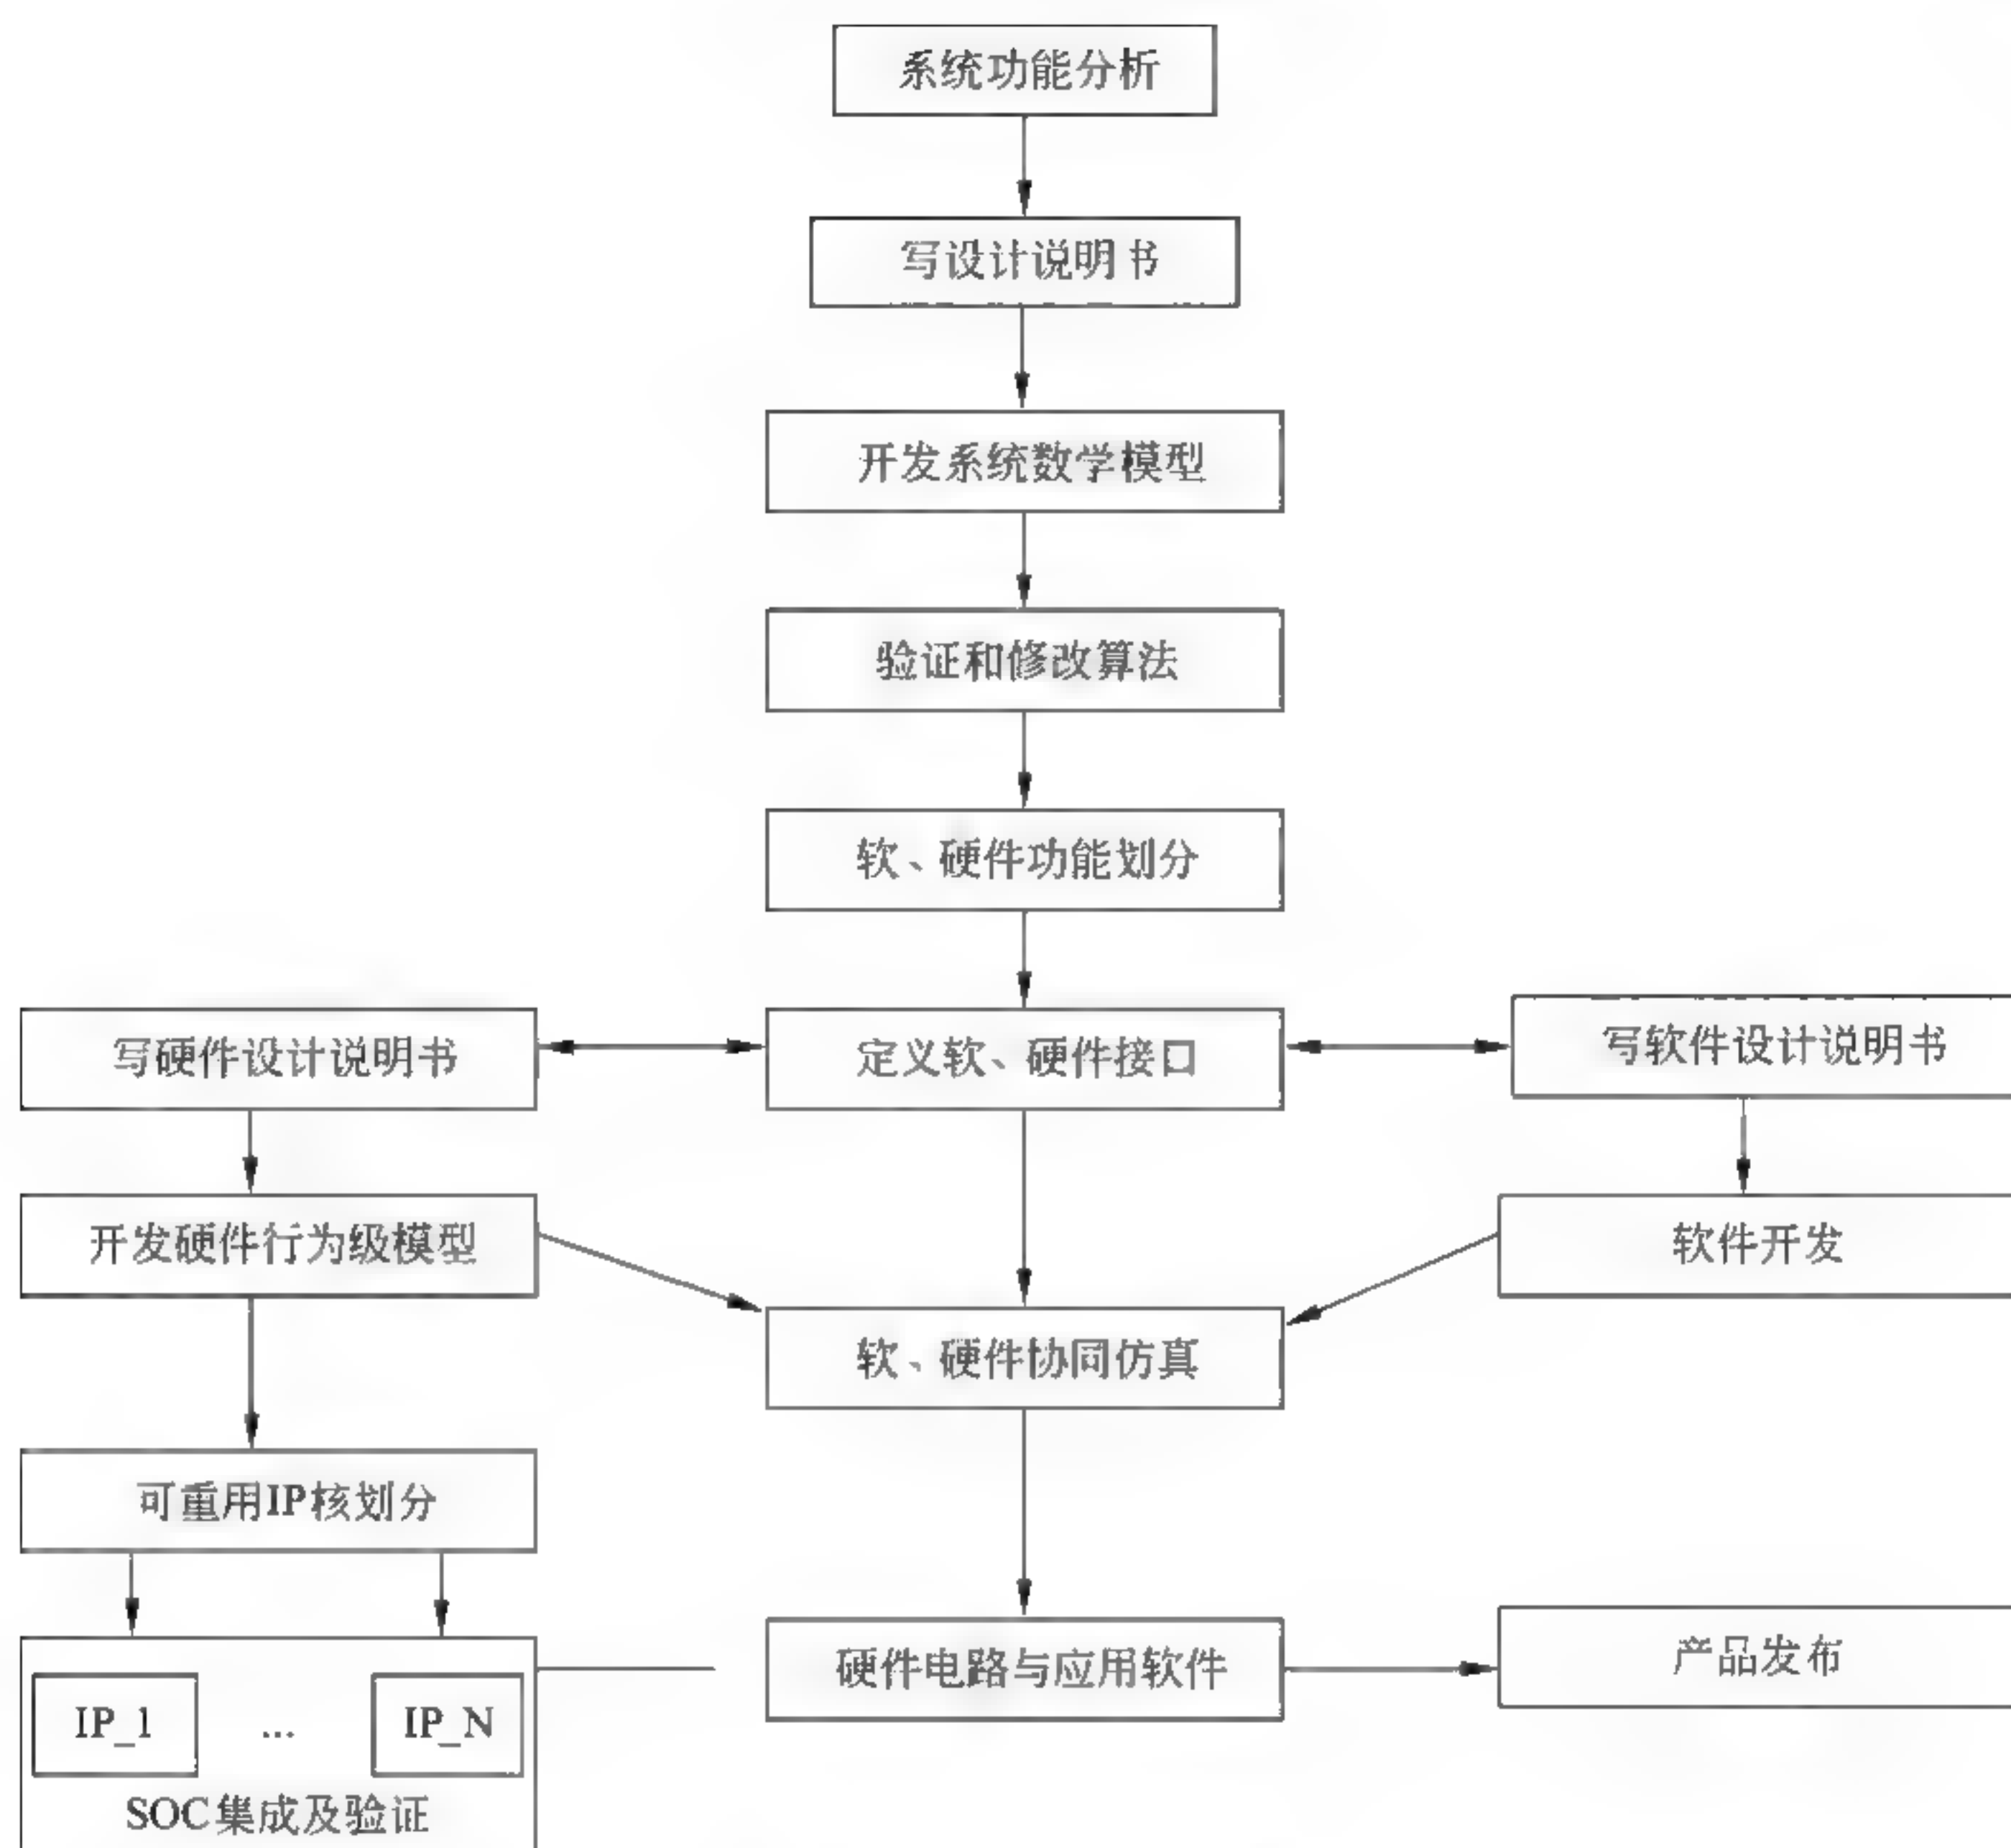 系统功能分析
写设计说明书
开发系统数学模型
验证和修改算法
软、硬件功能划分
写硬件设计说明书
定义软、硬件接口
写软件设计说明书
开发硬件行为级模型
软件开发
软、硬件协同仿真
可重用IP核划分
硬件电路与应用软件
产品发布
IP_1
...
IP_N
SOC集成及验证